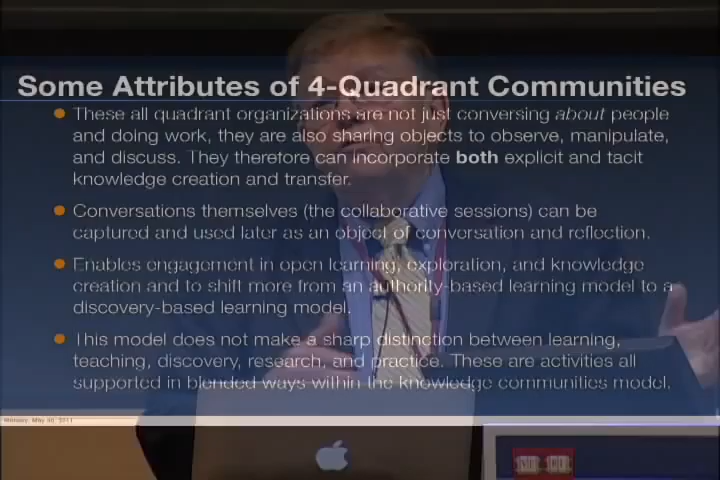 Some Attributes of 4-Quadrant Communities
These all quadrant organizations are not just conversing about people
and doing work, they are also sharing objects to observe, manipulate,
and discuss. They therefore can incorporate both explicit and tacit
knowledge creation and transfer.
Conversations themselves (the collaborative sessions) can be
captured and used later as an object of conversation and reflection.
Enables engagement in open learning, exploration, and knowledge
creation and to shift more from an authority-based learning model to a
discovery-based learning model.
This model does not make a sharp distinction between learning,
teaching, discovery, research, and practice. These are activities all
supported in blended ways within the knowledge communities model.
Monday, May 30, 2011